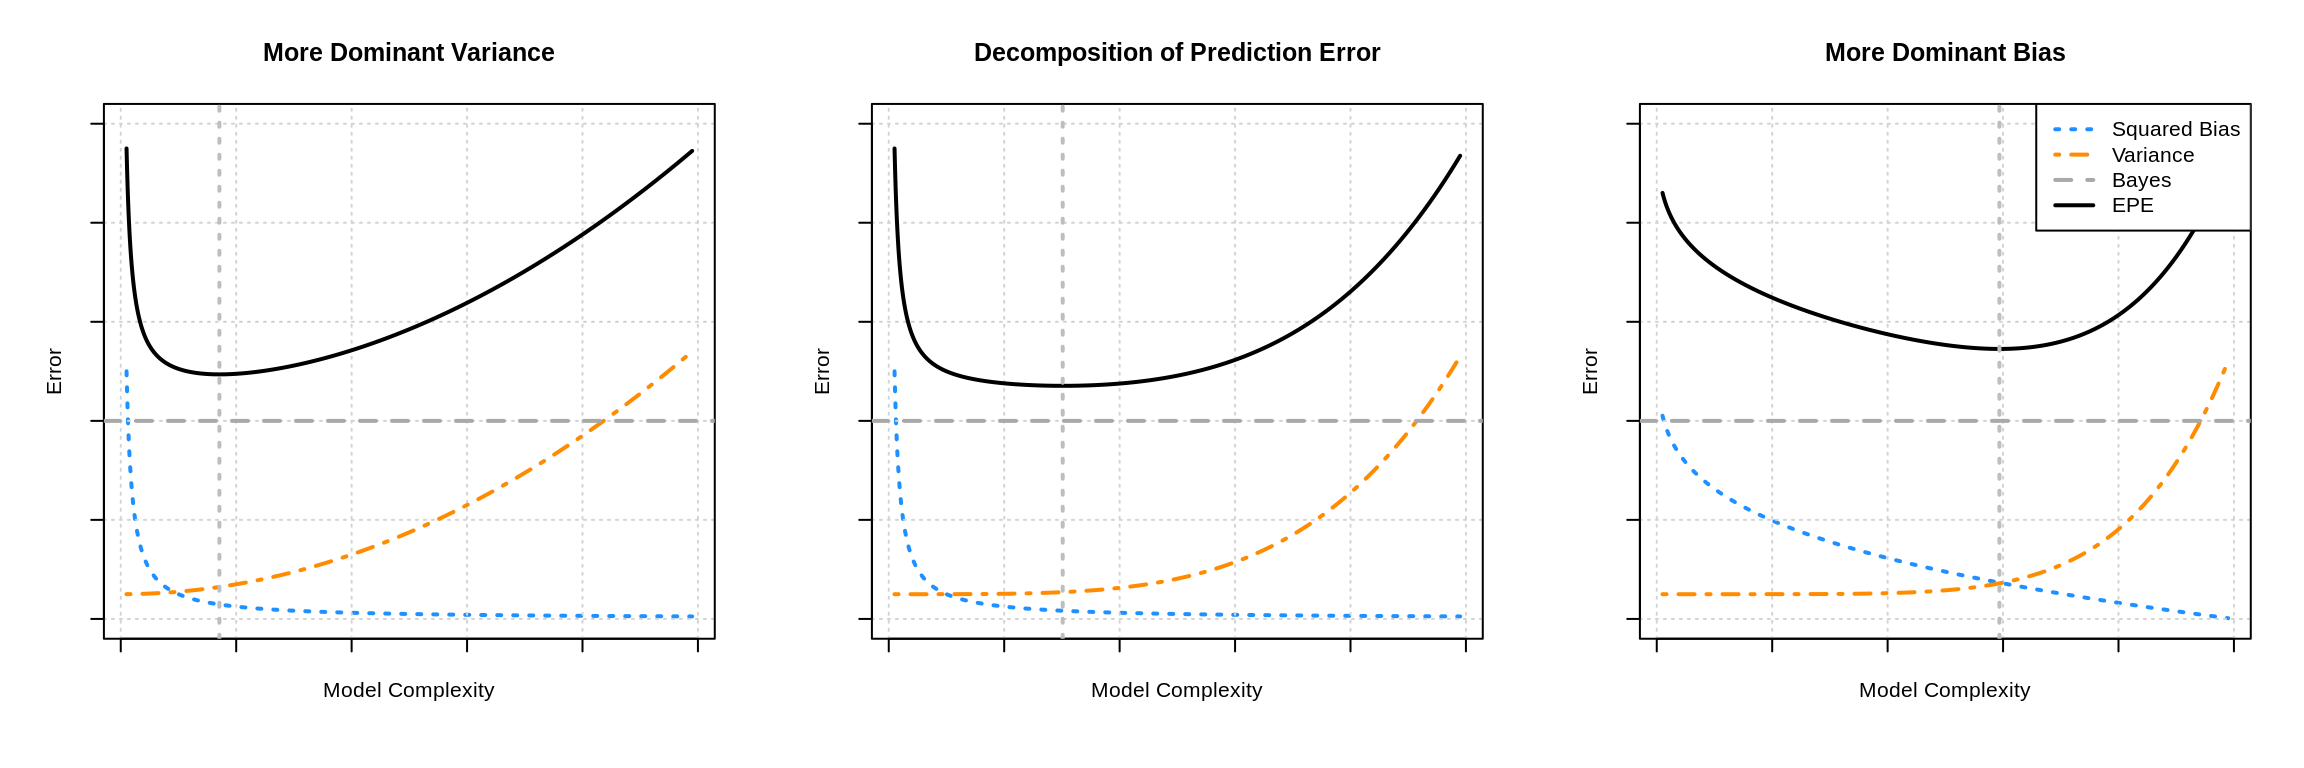 More Dominant Variance
Error
Model Complexity
Decomposition of Prediction Error
Error
Model Complexity
More Dominant Bias
Squared Bias
Variance
Bayes
EPE
Error
Model Complexity